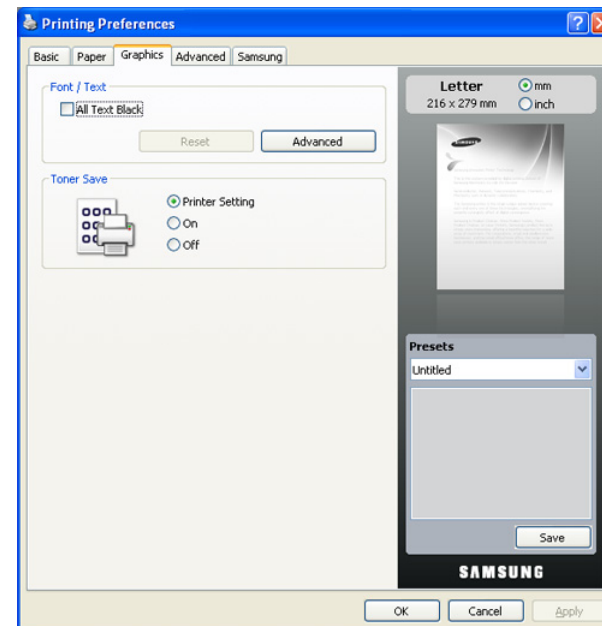 Printing Preferences
Basic Paper Graphics Advanced Samsung
Font / Text
All Text Black
Reset Advanced
Toner Save
Printer Setting
On
Off
Letter
216 x 279 mm
mm
inch
SAMSUNG
Presets
Untitled
Save
SAMSUNG
OK Cancel Apply